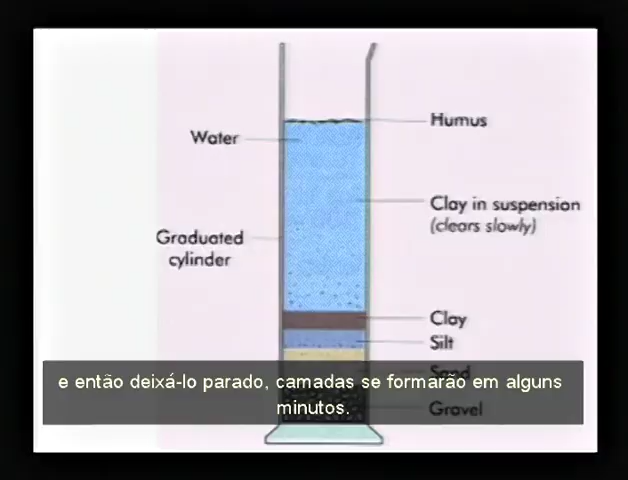 Humus
Water
Clay in suspension
(clears slowly)
Graduated
cylinder
Clay
Silt
Sand
Gravel
e então deixá-lo parado, camadas se formarão em alguns
minutos.